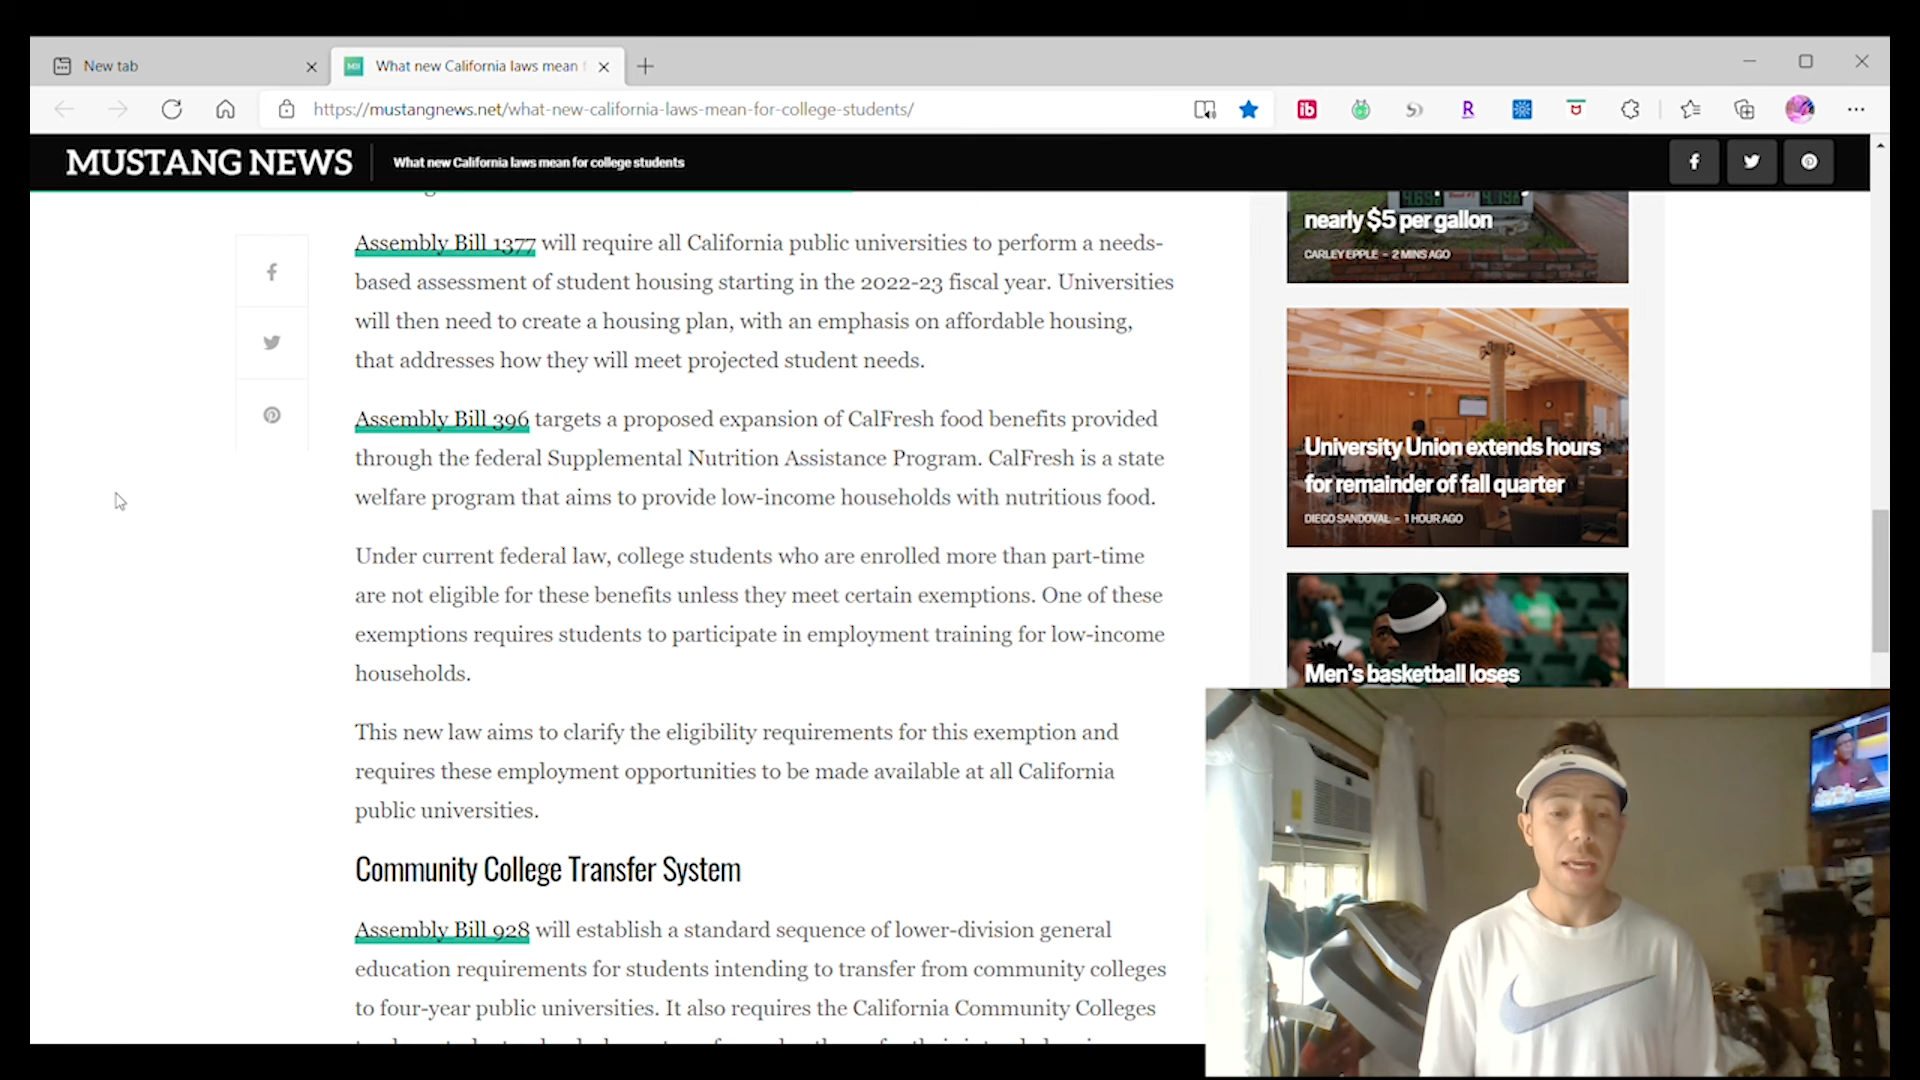 New tab
What new California laws mean
https://mustangnews.net/what-new-california-laws-mean-for-college-students/
MUSTANG NEWS
What new California laws mean for college students
Assembly Bill 1377 will require all California public universities to perform a needs-
based assessment of student housing starting in the 2022-23 fiscal year. Universities
will then need to create a housing plan, with an emphasis on affordable housing,
that addresses how they will meet projected student needs.
Assembly Bill 396 targets a proposed expansion of CalFresh food benefits provided
through the federal Supplemental Nutrition Assistance Program. CalFresh is a state
welfare program that aims to provide low-income households with nutritious food.
Under current federal law, college students who are enrolled more than part-time
are not eligible for these benefits unless they meet certain exemptions. One of these
exemptions requires students to participate in employment training for low-income
households.
This new law aims to clarify the eligibility requirements for this exemption and
requires these employment opportunities to be made available at all California
public universities.
Community College Transfer System
Assembly Bill 928 will establish a standard sequence of lower-division general
education requirements for students intending to transfer from community colleges
to four-year public universities. It also requires the California Community Colleges
nearly $5 per gallon
CARLEY EPPLE - 2 MINS AGO
University Union extends hours
for remainder of fall quarter
DIEGO SANDOVAL - 1 HOUR AGO
Men's basketball loses